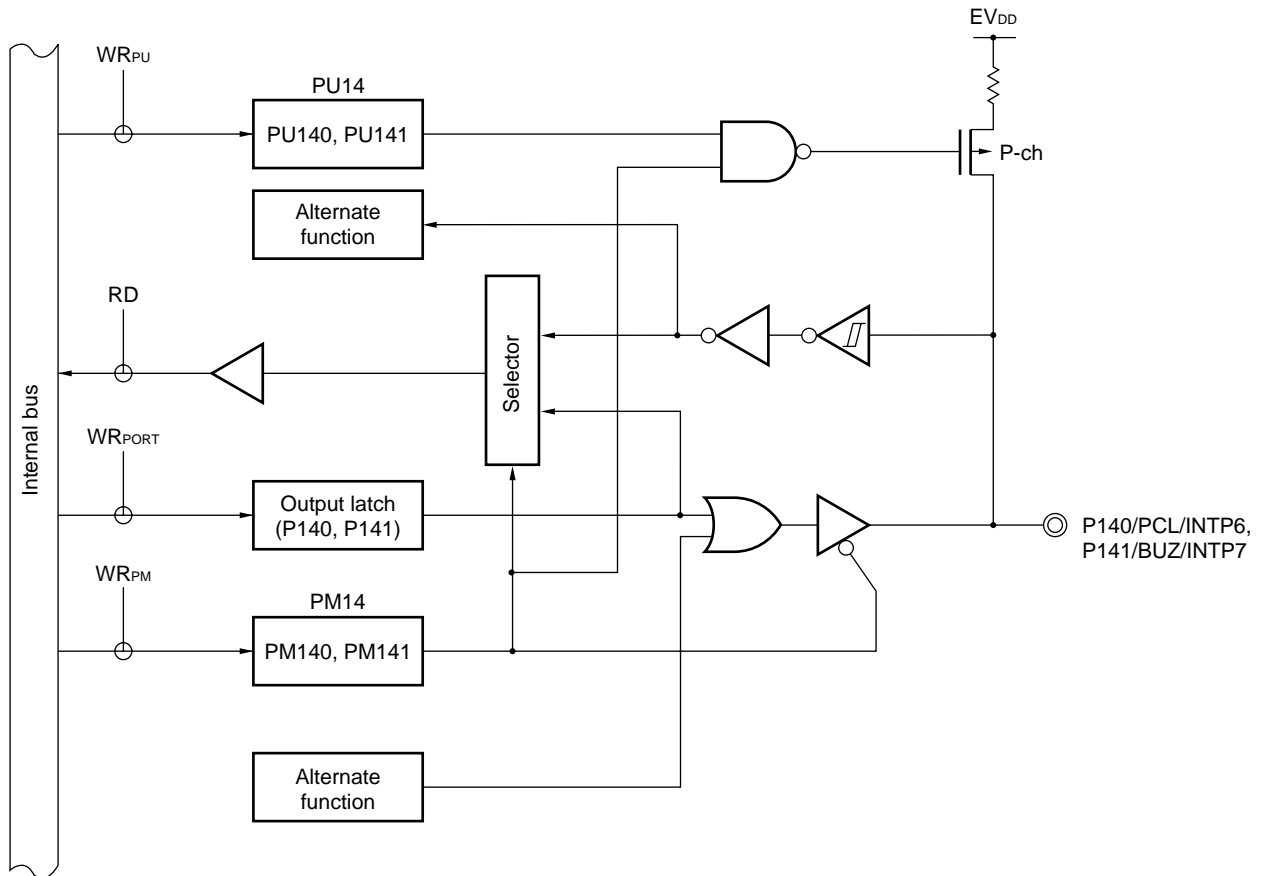 EVDD
WRPU
PU14
PU140, PU141
P-ch
Alternate
function
RD
Selector
Internal bus
WRPORT
Output latch
(P140, P141)
P140/PCL/INTP6,
P141/BUZ/INTP7
WRPM
PM14
PM140, PM141
Alternate
function